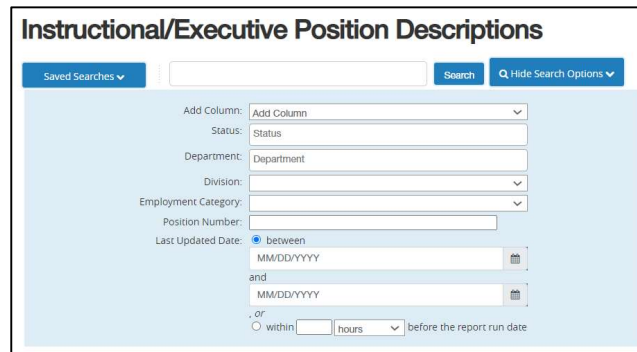 Instructional/Executive Position Descriptions
Saved Searches Search Hide Search Options
Add Column: Add Column
Status: Status
Department: Department
Division:
Employment Category:
Position Number:
Last Updated Date: between
MM/DD/YYYY
and
MM/DD/YYYY
, or
within hours before the report run date